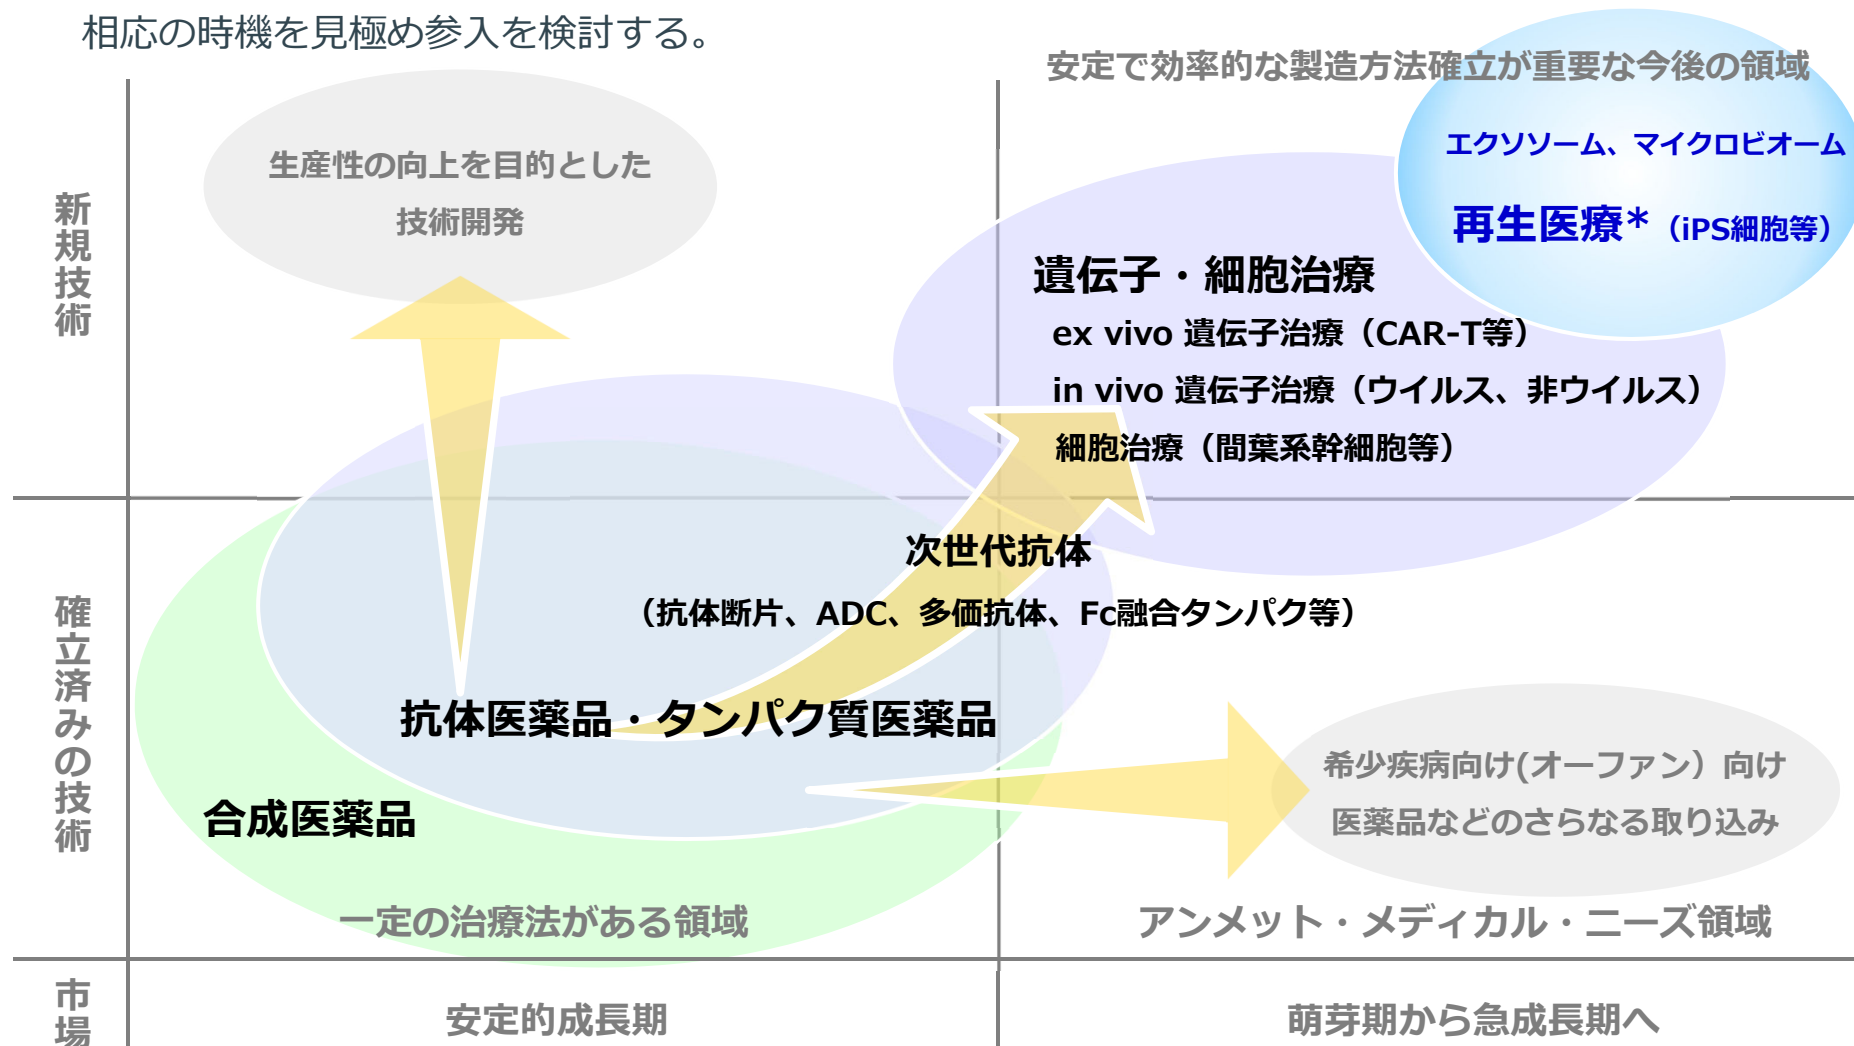 相応の時機を見極め参入を検討する。
安定で効率的な製造方法確立が重要な今後の領域
エクソソーム、マイクロビオーム
再生医療*（iPS細胞等）
生産性の向上を目的とした
技術開発
新規技術
遺伝子・細胞治療
ex vivo 遺伝子治療（CAR-T等）
in vivo 遺伝子治療（ウイルス、非ウイルス）
細胞治療（間葉系幹細胞等）
次世代抗体
（抗体断片、ADC、多価抗体、Fc融合タンパク等）
確立済みの技術
抗体医薬品・タンパク質医薬品
合成医薬品
希少疾病向け(オーファン）向け
医薬品などのさらなる取り込み
一定の治療法がある領域
アンメット・メディカル・ニーズ領域
市場
安定的成長期
萌芽期から急成長期へ